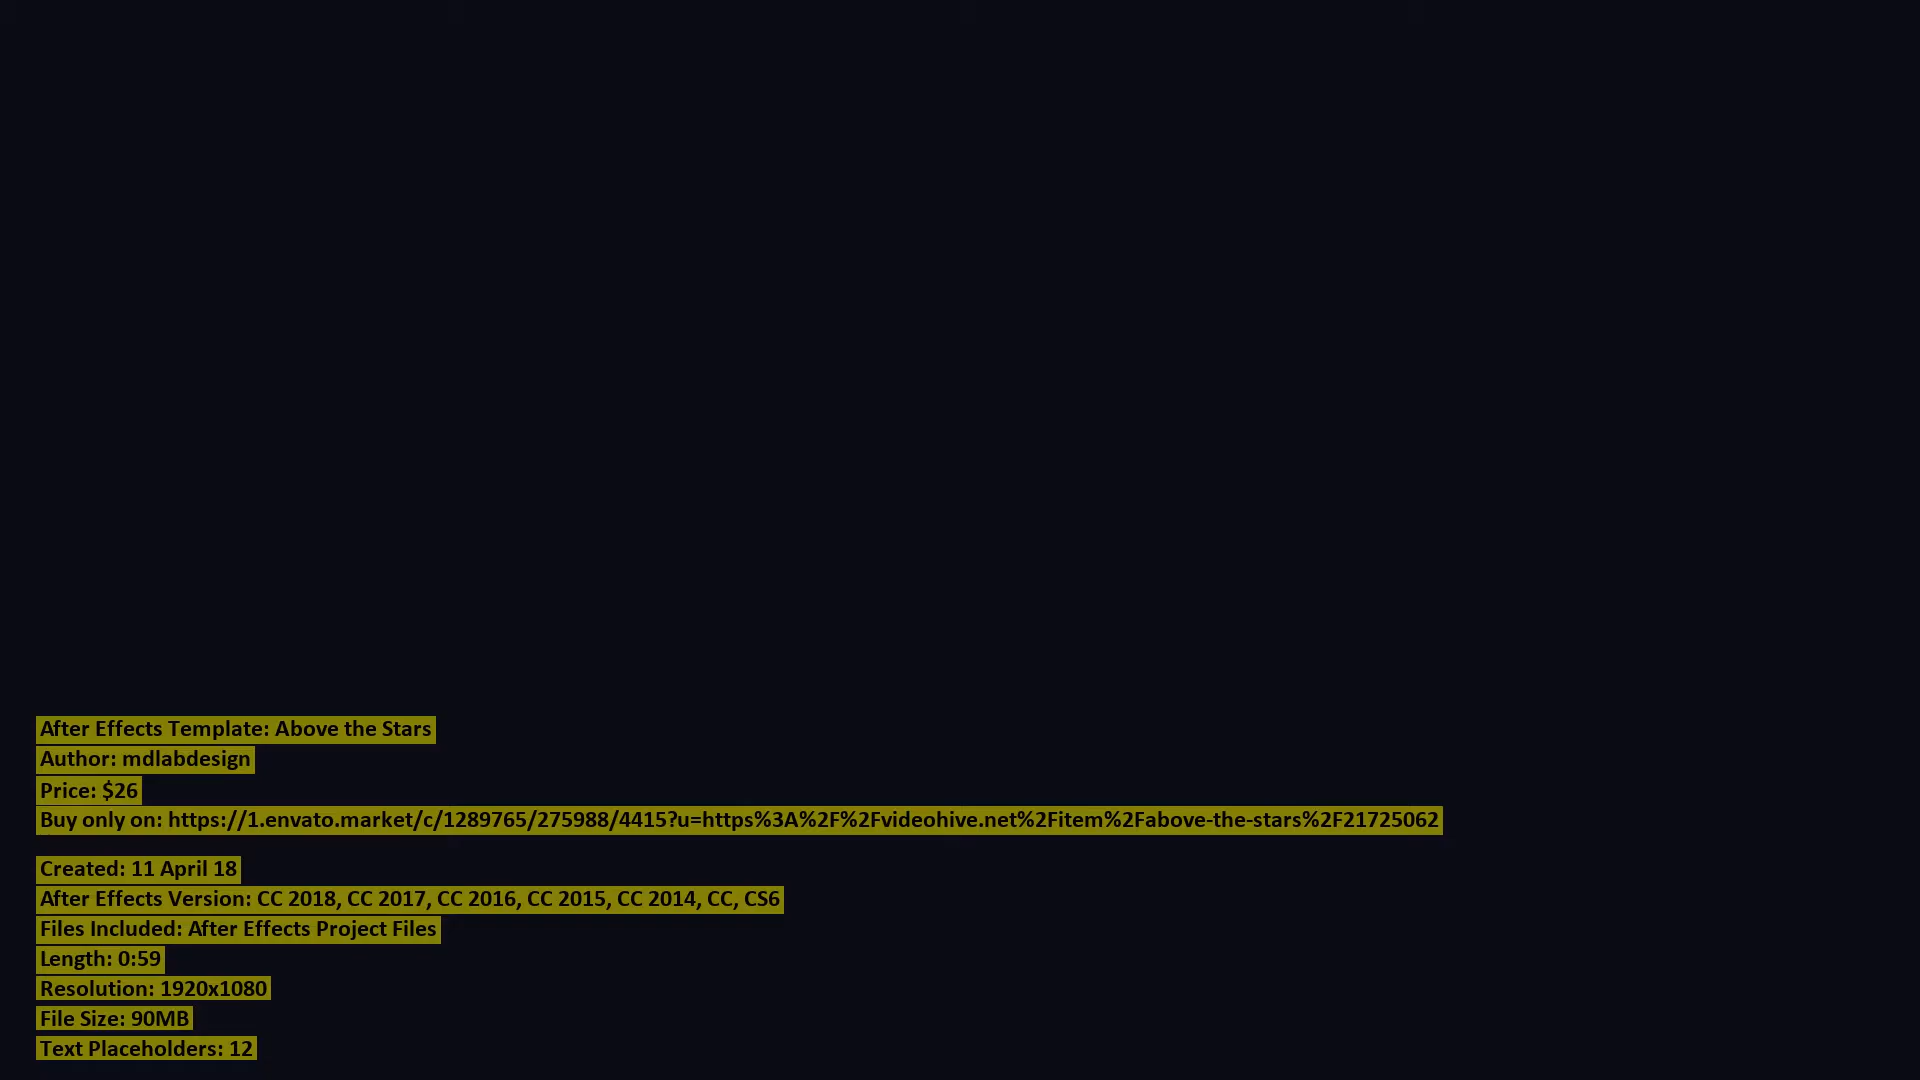 After Effects Template: Above the Stars
Author: mdlabdesign
Price: $26
Buy only on: https://1.envato.market/c/1289765/275988/4415?u=https%3A%2F%2Fvideohive.net%2Fitem%2Fabove-the-stars%2F21725062
Created: 11 April 18
After Effects Version: CC 2018, CC 2017, CC 2016, CC 2015, CC 2014, CC, CS6
Files Included: After Effects Project Files
Length: 0:59
Resolution: 1920x1080
File Size: 90MB
Text Placeholders: 12